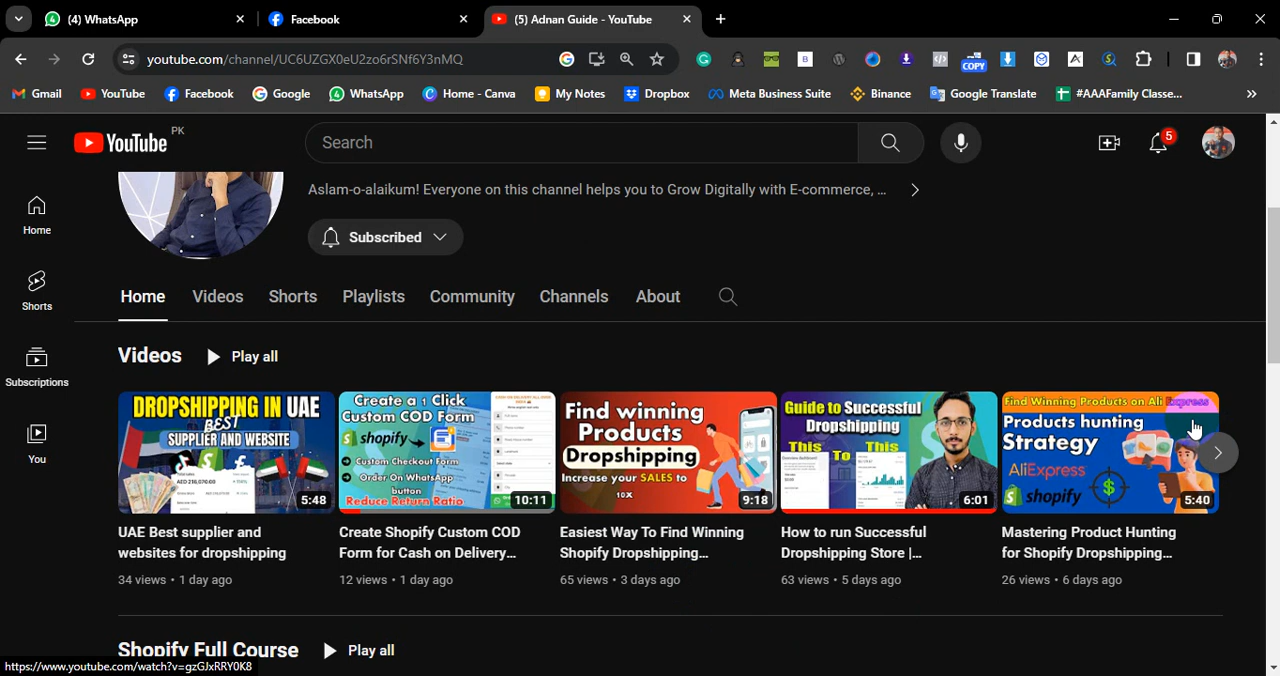 (4) WhatsApp
Facebook
(5) Adnan Guide - YouTube
youtube.com/channel/UC6UZGX0eU2zo6rSNf6Y3nMQ
COPY
Gmail
YouTube
Facebook
Google
WhatsApp
Home - Canva
My Notes
Dropbox
Meta Business Suite
Binance
Google Translate
#AAAFamily Classe...
YouTube PK
Search
5
Aslam-o-alaikum! Everyone on this channel helps you to Grow Digitally with E-commerce, ...
Subscribed
Home
Shorts
Subscriptions
You
Home
Videos
Shorts
Playlists
Community
Channels
About
Videos
Play all
DROPSHIPPING IN UAE
BEST
SUPPLIER AND WEBSITE
5:48
Create a 1 Click
Custom COD Form
shopify
Custom Checkout Form
Order On WhatsApp
button
Reduce Return Ratio
10:11
Find winning
Products
Dropshipping
Increase your SALES to
10X
9:18
Guide to Successful
Dropshipping
This To This
6:01
Find Winning Products on Ali Express
Products hunting
Strategy
AliExpress
shopify
5:40
UAE Best supplier and
websites for dropshipping
34 views • 1 day ago
Create Shopify Custom COD
Form for Cash on Delivery...
12 views • 1 day ago
Easiest Way To Find Winning
Shopify Dropshipping...
65 views • 3 days ago
How to run Successful
Dropshipping Store |...
63 views • 5 days ago
Mastering Product Hunting
for Shopify Dropshipping...
26 views • 6 days ago
Shopify Full Course
Play all
https://www.youtube.com/watch?v=gzGJxRRY0K8